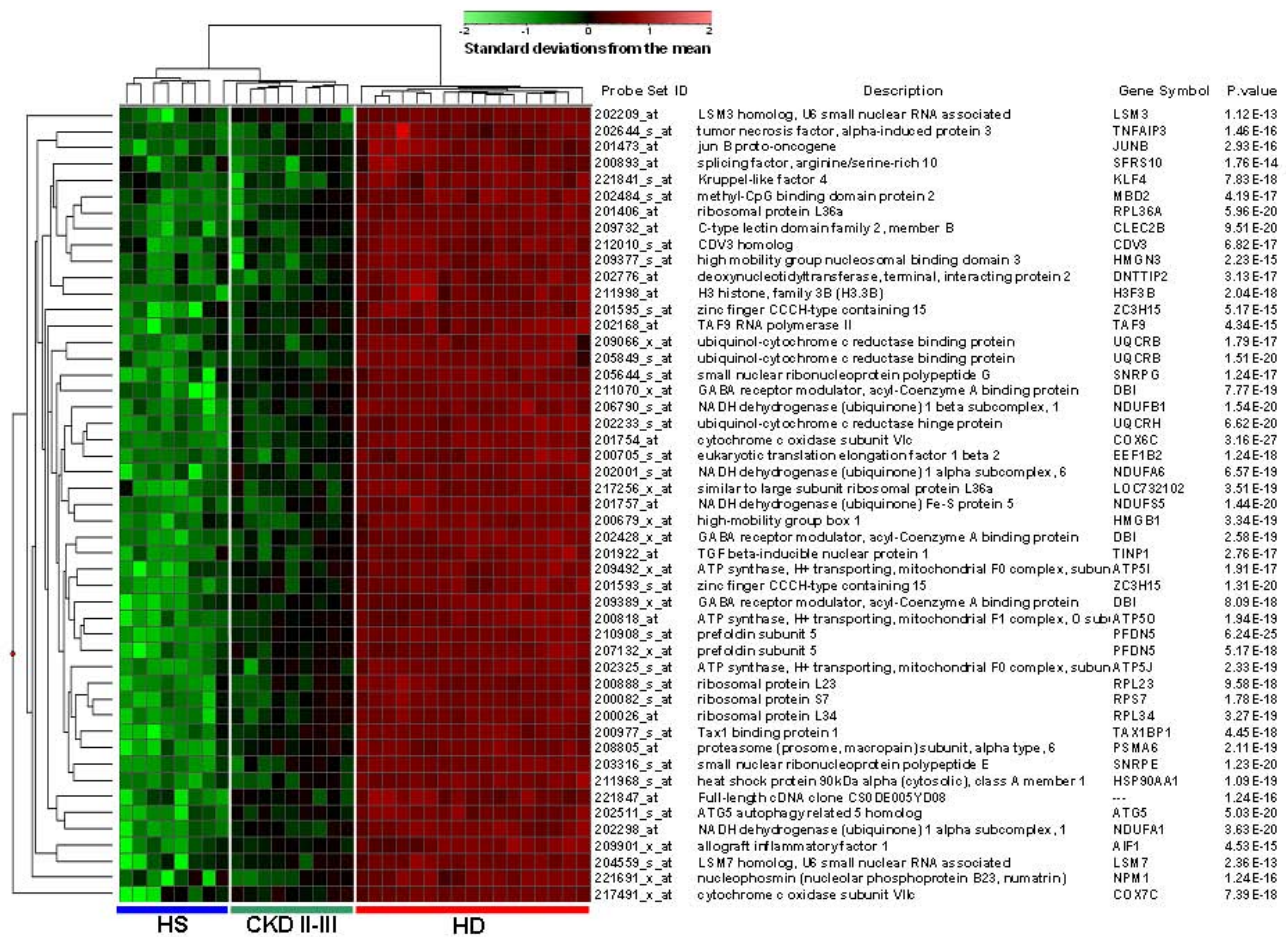 -2 -1 0 1 2
Standard deviations from the mean
Probe Set ID Description Gene Symbol P.value
202209_at LSM3 homolog, U6 small nuclear RNA associated LSM3 1.12E-13
202644_s_at tumor necrosis factor, alpha-induced protein 3 TNFAIP3 1.46E-16
201473_at jun B proto-oncogene JUNB 2.93E-16
200893_at splicing factor, arginine/serine-rich 10 SFRS10 1.76E-14
221841_s_at Kruppel-like factor 4 KLF4 7.83E-18
202484_s_at methyl-CpG binding domain protein 2 MBD2 4.19E-17
201406_at ribosomal protein L36a RPL36A 5.96E-20
209732_at C-type lectin domain family 2, member B CLEC2B 9.51E-20
212010_s_at CDV3 homolog CDV3 6.82E-17
209377_s_at high mobility group nucleosomal binding domain 3 HMGN3 2.23E-15
202776_at deoxynucleotidyltransferase, terminal, interacting protein 2 DNTTIP2 3.13E-17
211998_at H3 histone, family 3B (H3.3B) H3F3B 2.04E-18
201595_s_at zinc finger CCCH-type containing 15 ZC3H15 5.17E-15
202168_at TAF9 RNA polymerase II TAF9 4.34E-15
209066_x_at ubiquinol-cytochrome c reductase binding protein UQCRB 1.79E-17
205849_s_at ubiquinol-cytochrome c reductase binding protein UQCRB 1.51E-20
205644_s_at small nuclear ribonucleoprotein polypeptide G SNRPG 1.24E-17
211070_x_at GABA receptor modulator, acyl-Coenzyme A binding protein DBI 7.77E-19
206790_s_at NADH dehydrogenase (ubiquinone) 1 beta subcomplex, 1 NDUFB1 1.54E-20
202233_s_at ubiquinol-cytochrome c reductase hinge protein UQCRH 6.62E-20
201754_at cytochrome c oxidase subunit VIc COX6C 3.16E-27
200705_s_at eukaryotic translation elongation factor 1 beta 2 EEF1B2 1.24E-18
202001_s_at NADH dehydrogenase (ubiquinone) 1 alpha subcomplex, 6 NDUFA6 6.57E-19
217256_x_at similar to large subunit ribosomal protein L36a LOC732102 3.51E-19
201757_at NADH dehydrogenase (ubiquinone) Fe-S protein 5 NDUFS5 1.44E-20
200679_x_at high-mobility group box 1 HMGB1 3.34E-19
202428_x_at GABA receptor modulator, acyl-Coenzyme A binding protein DBI 2.58E-19
201922_at TGF beta-inducible nuclear protein 1 TINP1 2.76E-17
209492_x_at ATP synthase, H+ transporting, mitochondrial F0 complex, subun ATP5I 1.91E-17
201593_s_at zinc finger CCCH-type containing 15 ZC3H15 1.31E-20
209389_x_at GABA receptor modulator, acyl-Coenzyme A binding protein DBI 8.09E-18
200818_at ATP synthase, H+ transporting, mitochondrial F1 complex, O sub ATP5O 1.94E-19
210908_s_at prefoldin subunit 5 PFDN5 6.24E-25
207132_x_at prefoldin subunit 5 PFDN5 5.17E-18
202325_s_at ATP synthase, H+ transporting, mitochondrial F0 complex, subun ATP5J 2.33E-19
200888_s_at ribosomal protein L23 RPL23 9.58E-18
200082_s_at ribosomal protein S7 RPS7 1.78E-18
200026_at ribosomal protein L34 RPL34 3.27E-19
200977_s_at Tax1 binding protein 1 TAX1BP1 4.45E-18
208805_at proteasome (prosome, macropain) subunit, alpha type, 6 PSMA6 2.11E-19
203316_s_at small nuclear ribonucleoprotein polypeptide E SNRPE 1.23E-20
211968_s_at heat shock protein 90kDa alpha (cytosolic), class A member 1 HSP90AA1 1.09E-19
221847_at Full-length cDNA clone CS0DE005YD08 --- 1.24E-16
202511_s_at ATG5 autophagy related 5 homolog ATG5 5.03E-20
202298_at NADH dehydrogenase (ubiquinone) 1 alpha subcomplex, 1 NDUFA1 3.63E-20
209901_x_at allograft inflammatory factor 1 AIF1 4.53E-15
204559_s_at LSM7 homolog, U6 small nuclear RNA associated LSM7 2.36E-13
221691_x_at nucleophosmin (nucleolar phosphoprotein B23, numatrin) NPM1 1.24E-16
217491_x_at cytochrome c oxidase subunit VIIc COX7C 7.39E-18
HS CKD II-III HD